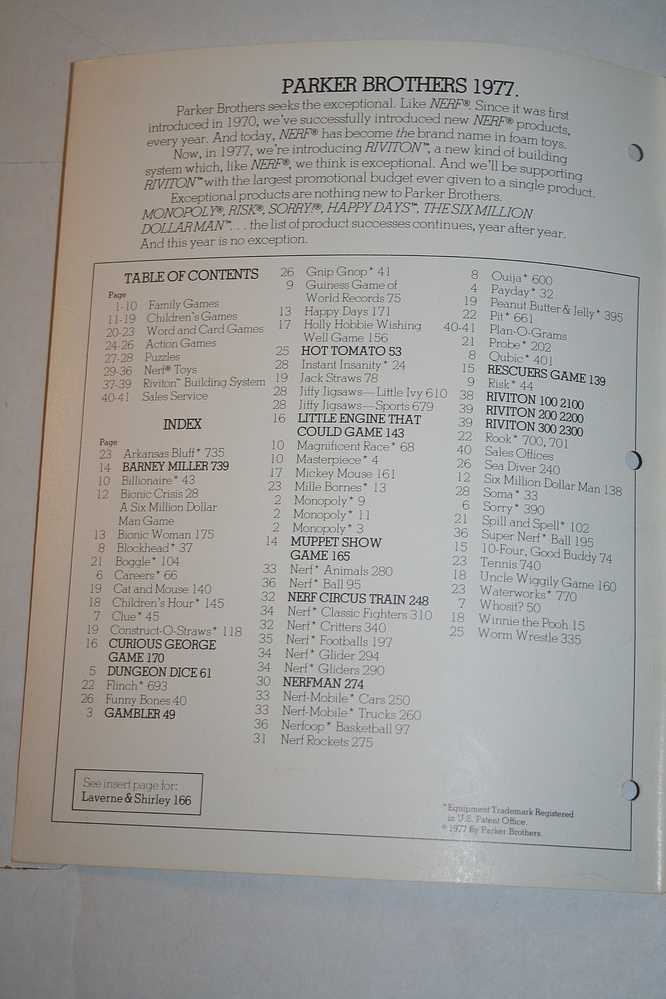 PARKER BROTHERS 1977.
Parker Brothers seeks the exceptional. Like NERF®. Since it was first
introduced in 1970, we've successfully introduced new NERF® products,
every year. And today, NERF® has become the brand name in foam toys.
Now, in 1977, we're introducing RIVITON™, a new kind of building
system which, like NERF®, we think is exceptional. And we'll be supporting
RIVITON™ with the largest promotional budget ever given to a single product.
Exceptional products are nothing new to Parker Brothers.
MONOPOLY®, RISK®, SORRY!®, HAPPY DAYS™, THE SIX MILLION
DOLLAR MAN™. . . the list of product successes continues, year after year.
And this year is no exception.
TABLE OF CONTENTS
Page
1-10 Family Games
11-19 Children's Games
20-23 Word and Card Games
24-26 Action Games
27-28 Puzzles
29-36 Nerf® Toys
37-39 Riviton™ Building System
40-41 Sales Service
INDEX
Page
23 Arkansas Bluff* 735
14 BARNEY MILLER 739
10 Billionaire* 43
12 Bionic Crisis 28
A Six Million Dollar
Man Game
13 Bionic Woman 175
8 Blockhead* 37
21 Boggle* 104
6 Careers* 66
19 Cat and Mouse 140
18 Children's Hour* 145
7 Clue* 45
19 Construct-O-Straws* 118
16 CURIOUS GEORGE
GAME 170
5 DUNGEON DICE 61
22 Flinch* 693
26 Funny Bones 40
3 GAMBLER 49
26 Gnip Gnop* 41
9 Guiness Game of
World Records 75
13 Happy Days 171
17 Holly Hobbie Wishing
Well Game 156
25 HOT TOMATO 53
28 Instant Insanity* 24
19 Jack Straws 78
28 Jiffy Jigsaws—Little Ivy 610
28 Jiffy Jigsaws—Sports 679
16 LITTLE ENGINE THAT
COULD GAME 143
10 Magnificent Race* 68
10 Masterpiece* 4
17 Mickey Mouse 161
23 Mille Bornes* 13
2 Monopoly* 9
2 Monopoly* 11
2 Monopoly* 3
14 MUPPET SHOW
GAME 165
33 Nerf* Animals 280
36 Nerf* Ball 95
32 NERF CIRCUS TRAIN 248
34 Nerf* Classic Fighters 310
32 Nerf* Critters 340
35 Nerf* Footballs 197
34 Nerf* Glider 294
34 Nerf* Gliders 290
30 NERFMAN 274
33 Nerf-Mobile* Cars 250
33 Nerf-Mobile* Trucks 260
36 Nerfoop* Basketball 97
31 Nerf Rockets 275
8 Ouija* 600
4 Payday* 32
19 Peanut Butter & Jelly* 395
22 Pit* 661
40-41 Plan-O-Grams
21 Probe* 202
8 Qubic* 401
15 RESCUERS GAME 139
9 Risk* 44
38 RIVITON 100 2100
39 RIVITON 200 2200
39 RIVITON 300 2300
22 Rook* 700, 701
40 Sales Offices
26 Sea Diver 240
12 Six Million Dollar Man 138
28 Soma* 33
6 Sorry* 390
21 Spill and Spell* 102
36 Super Nerf* Ball 195
15 10-Four, Good Buddy 74
23 Tennis 740
18 Uncle Wiggily Game 160
23 Waterworks* 770
7 Whosit? 50
18 Winnie the Pooh 15
25 Worm Wrestle 335
See insert page for:
Laverne & Shirley 166
*Equipment Trademark Registered
in U.S. Patent Office.
© 1977 By Parker Brothers.